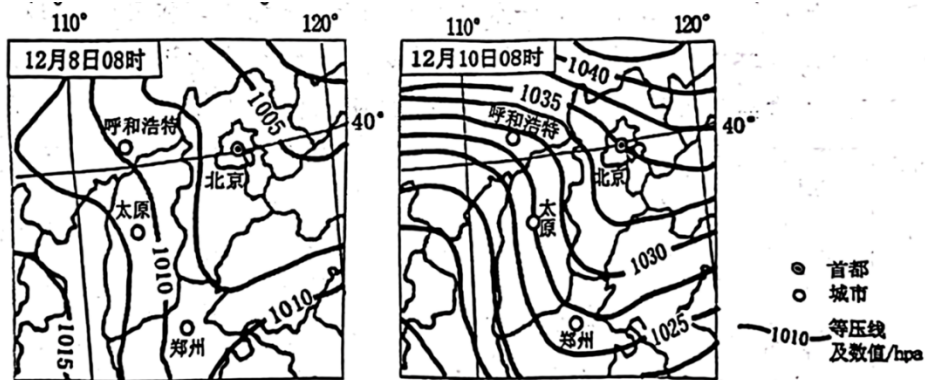 110°
120°
12月8日08时
1005
呼和浩特
40°
北京
太原
1010
1010
郑州
1015
110°
120°
12月10日08时
1040
1035
呼和浩特
40°
北京
太原
1030
1025
郑州
首都
城市
1010
等压线
及数值/hpa